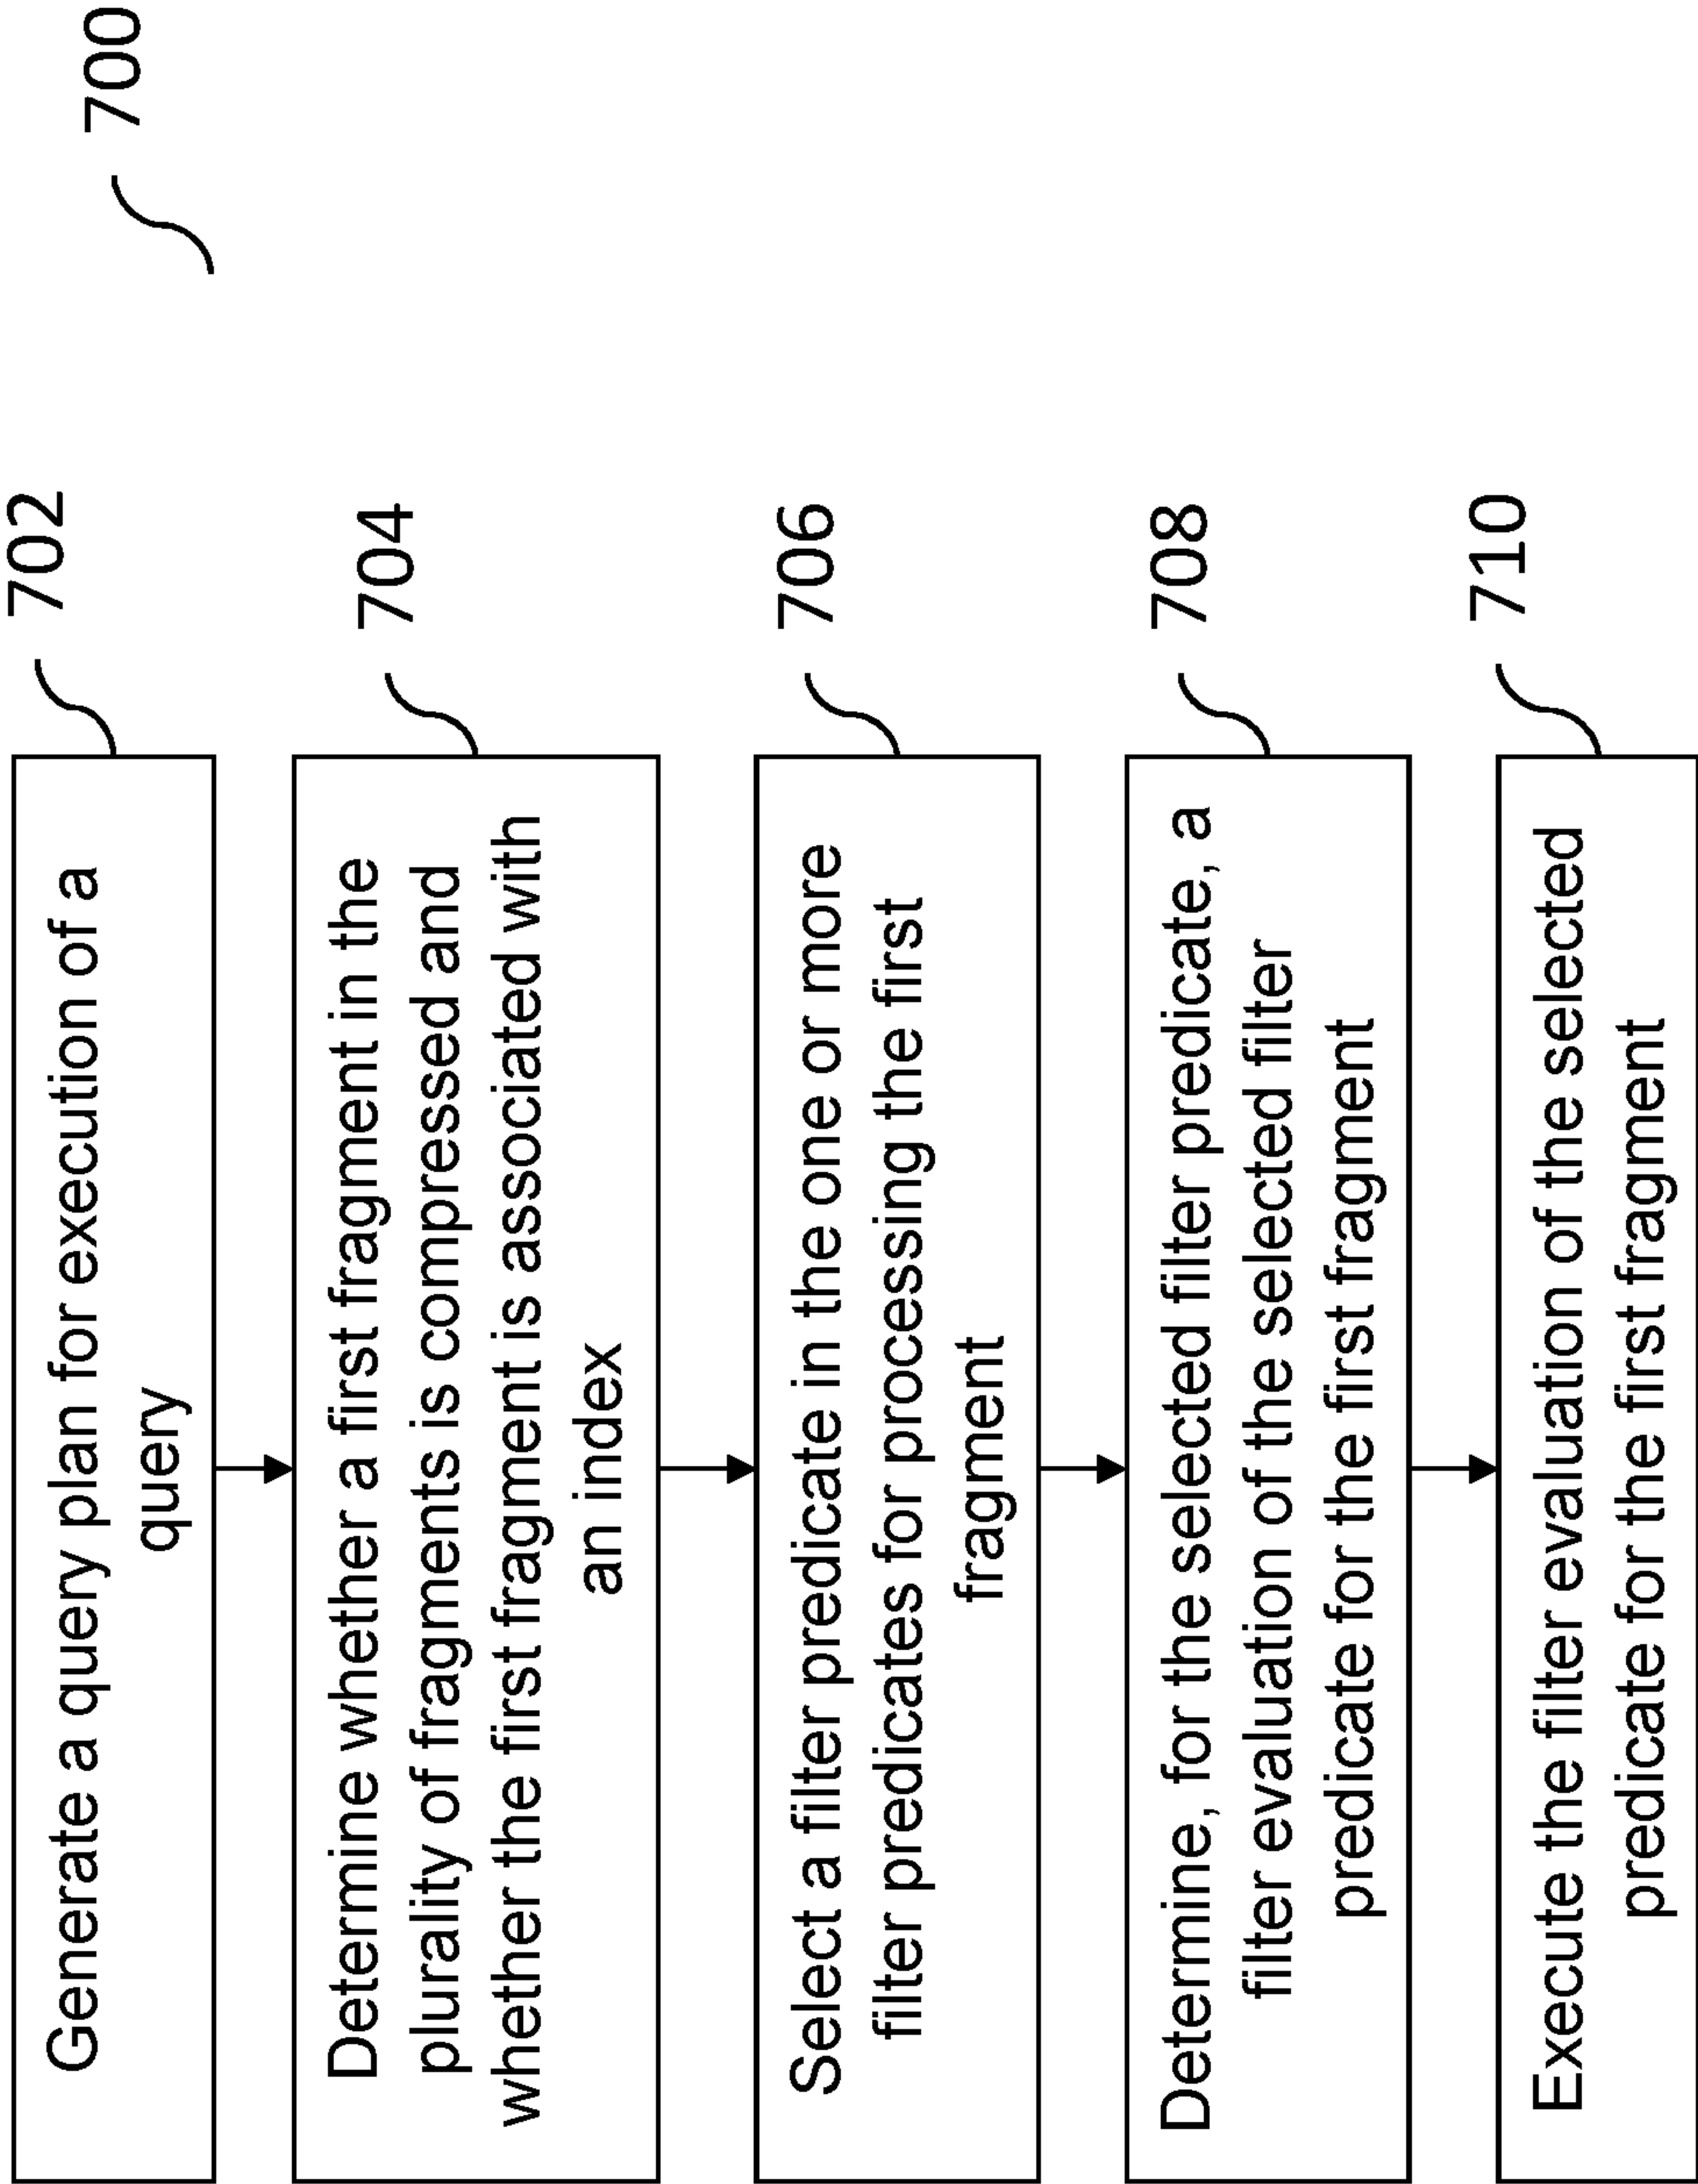 700
702
Generate a query plan for execution of a
query
704
Determine whether a first fragment in the
plurality of fragments is compressed and
whether the first fragment is associated with
an index
706
Select a filter predicate in the one or more
filter predicates for processing the first
fragment
708
Determine, for the selected filter predicate, a
filter evaluation of the selected filter
predicate for the first fragment
710
Execute the filter evaluation of the selected
predicate for the first fragment